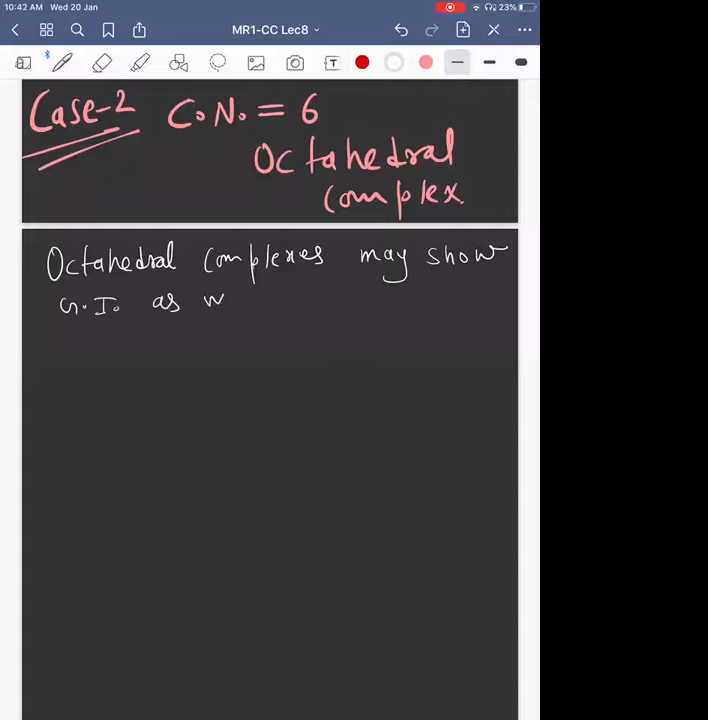 10:42 AM Wed 20 Jan
23%
MR1-CC Lec8
T
Case-2 C.N. = 6
Octahedral
complex.
Octahedral complexes may show
G.I. as w